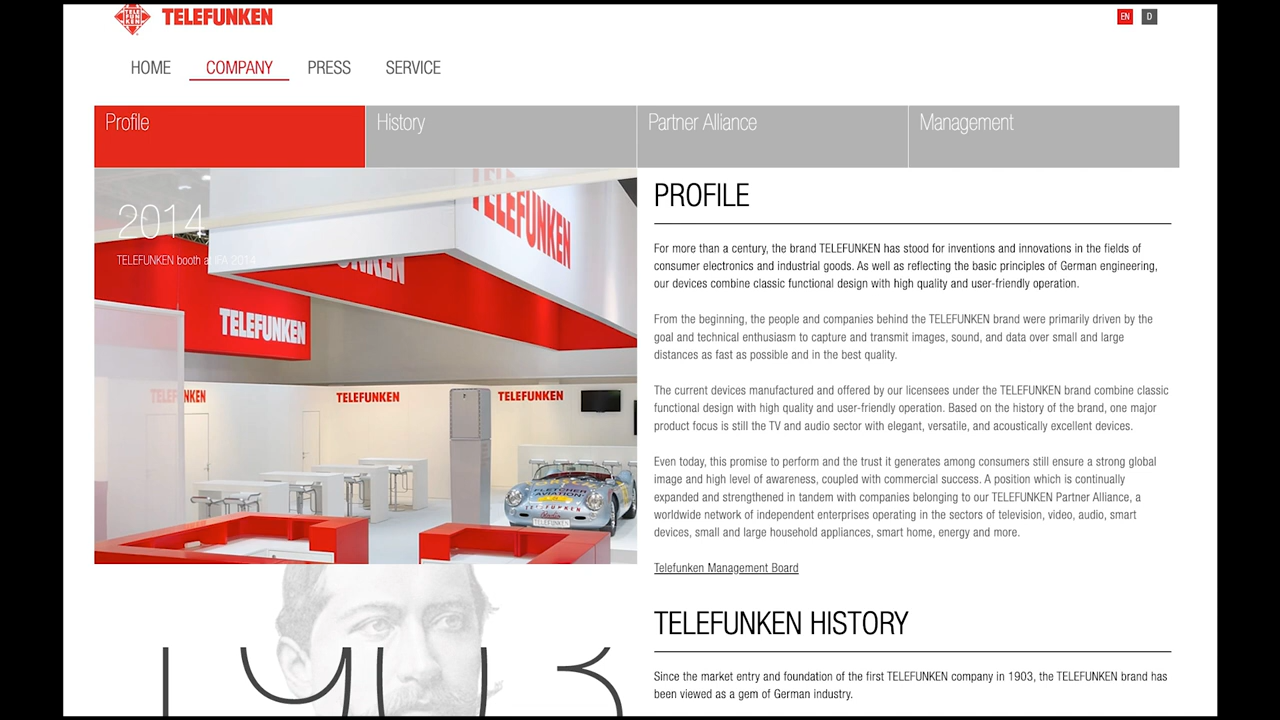 TELE
FUN
KEN
TELEFUNKEN
EN
D
HOME
COMPANY
PRESS
SERVICE
Profile
History
Partner Alliance
Management
2014
TELEFUNKEN booth at IFA 2014
TELEFUNKEN
UNKEN
TELEFUNKEN
TELEFUNKEN
TELEFUNKEN
TELEFUNKEN
FLETCHER
AVIATION
TELEFUNKEN
PROFILE
For more than a century, the brand TELEFUNKEN has stood for inventions and innovations in the fields of
consumer electronics and industrial goods. As well as reflecting the basic principles of German engineering,
our devices combine classic functional design with high quality and user-friendly operation.
From the beginning, the people and companies behind the TELEFUNKEN brand were primarily driven by the
goal and technical enthusiasm to capture and transmit images, sound, and data over small and large
distances as fast as possible and in the best quality.
The current devices manufactured and offered by our licensees under the TELEFUNKEN brand combine classic
functional design with high quality and user-friendly operation. Based on the history of the brand, one major
product focus is still the TV and audio sector with elegant, versatile, and acoustically excellent devices.
Even today, this promise to perform and the trust it generates among consumers still ensure a strong global
image and high level of awareness, coupled with commercial success. A position which is continually
expanded and strengthened in tandem with companies belonging to our TELEFUNKEN Partner Alliance, a
worldwide network of independent enterprises operating in the sectors of television, video, audio, smart
devices, small and large household appliances, smart home, energy and more.
Telefunken Management Board
1903
TELEFUNKEN HISTORY
Since the market entry and foundation of the first TELEFUNKEN company in 1903, the TELEFUNKEN brand has
been viewed as a gem of German industry.